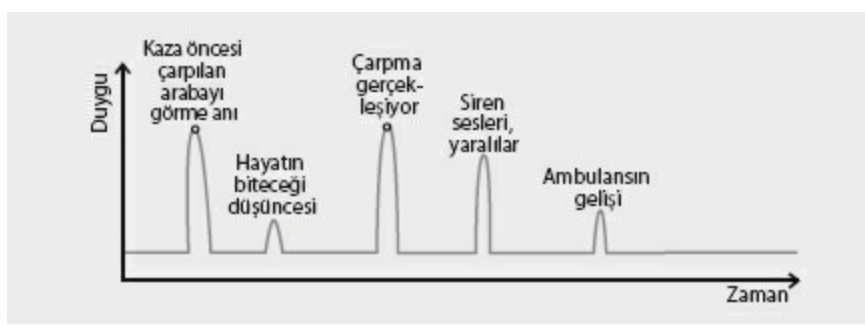 Kaza öncesi
çarpılan
arabayı
görme anı
Hayatın
biteceği
düşüncesi
Çarpma
gerçek-
leşiyor
Siren
sesleri,
yaralılar
Ambulansın
gelişi
Duygu
Zaman